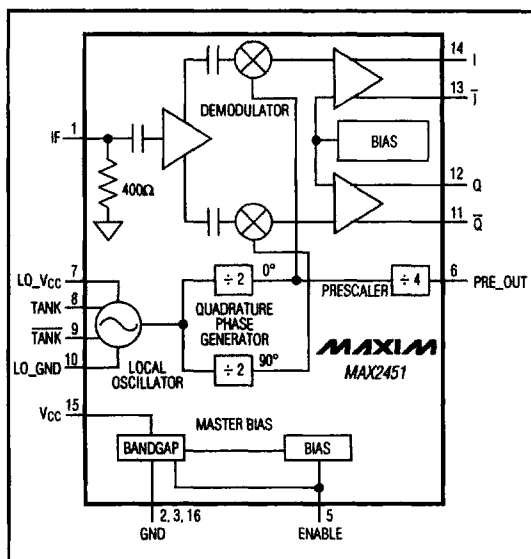 14 I
13 I̅
DEMODULATOR
IF 1
BIAS
400Ω
12 Q
11 Q̅
7 LO_VCC
÷ 2 0°
÷ 4
6 PRE_OUT
PRESCALER
8 TANK
QUADRATURE
PHASE
GENERATOR
9 T̅A̅N̅K̅
10 LO_GND
LOCAL
OSCILLATOR
÷ 2 90°
MAXIM
MAX2451
15 VCC
MASTER BIAS
BANDGAP
BIAS
2, 3, 16
GND
5
ENABLE